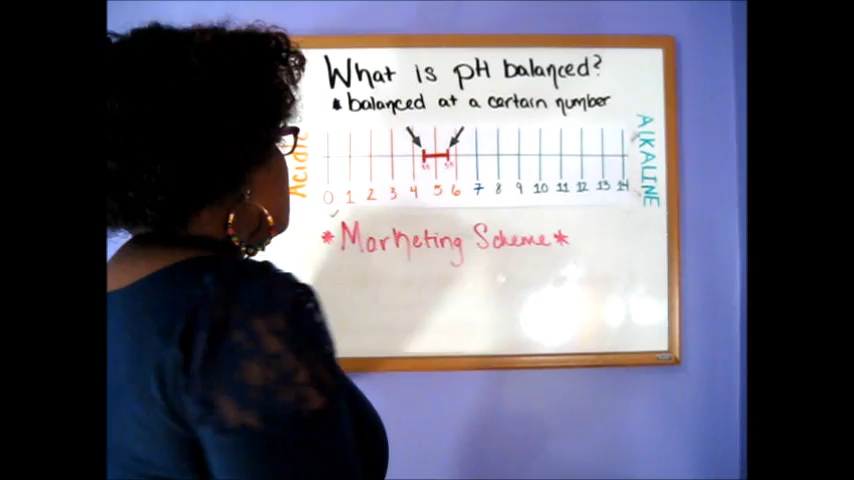 What is pH balanced?
* balanced at a certain number
Acidic
ALKALINE
0 1 2 3 4 5 6 7 8 9 10 11 12 13 14
*Marketing Scheme*